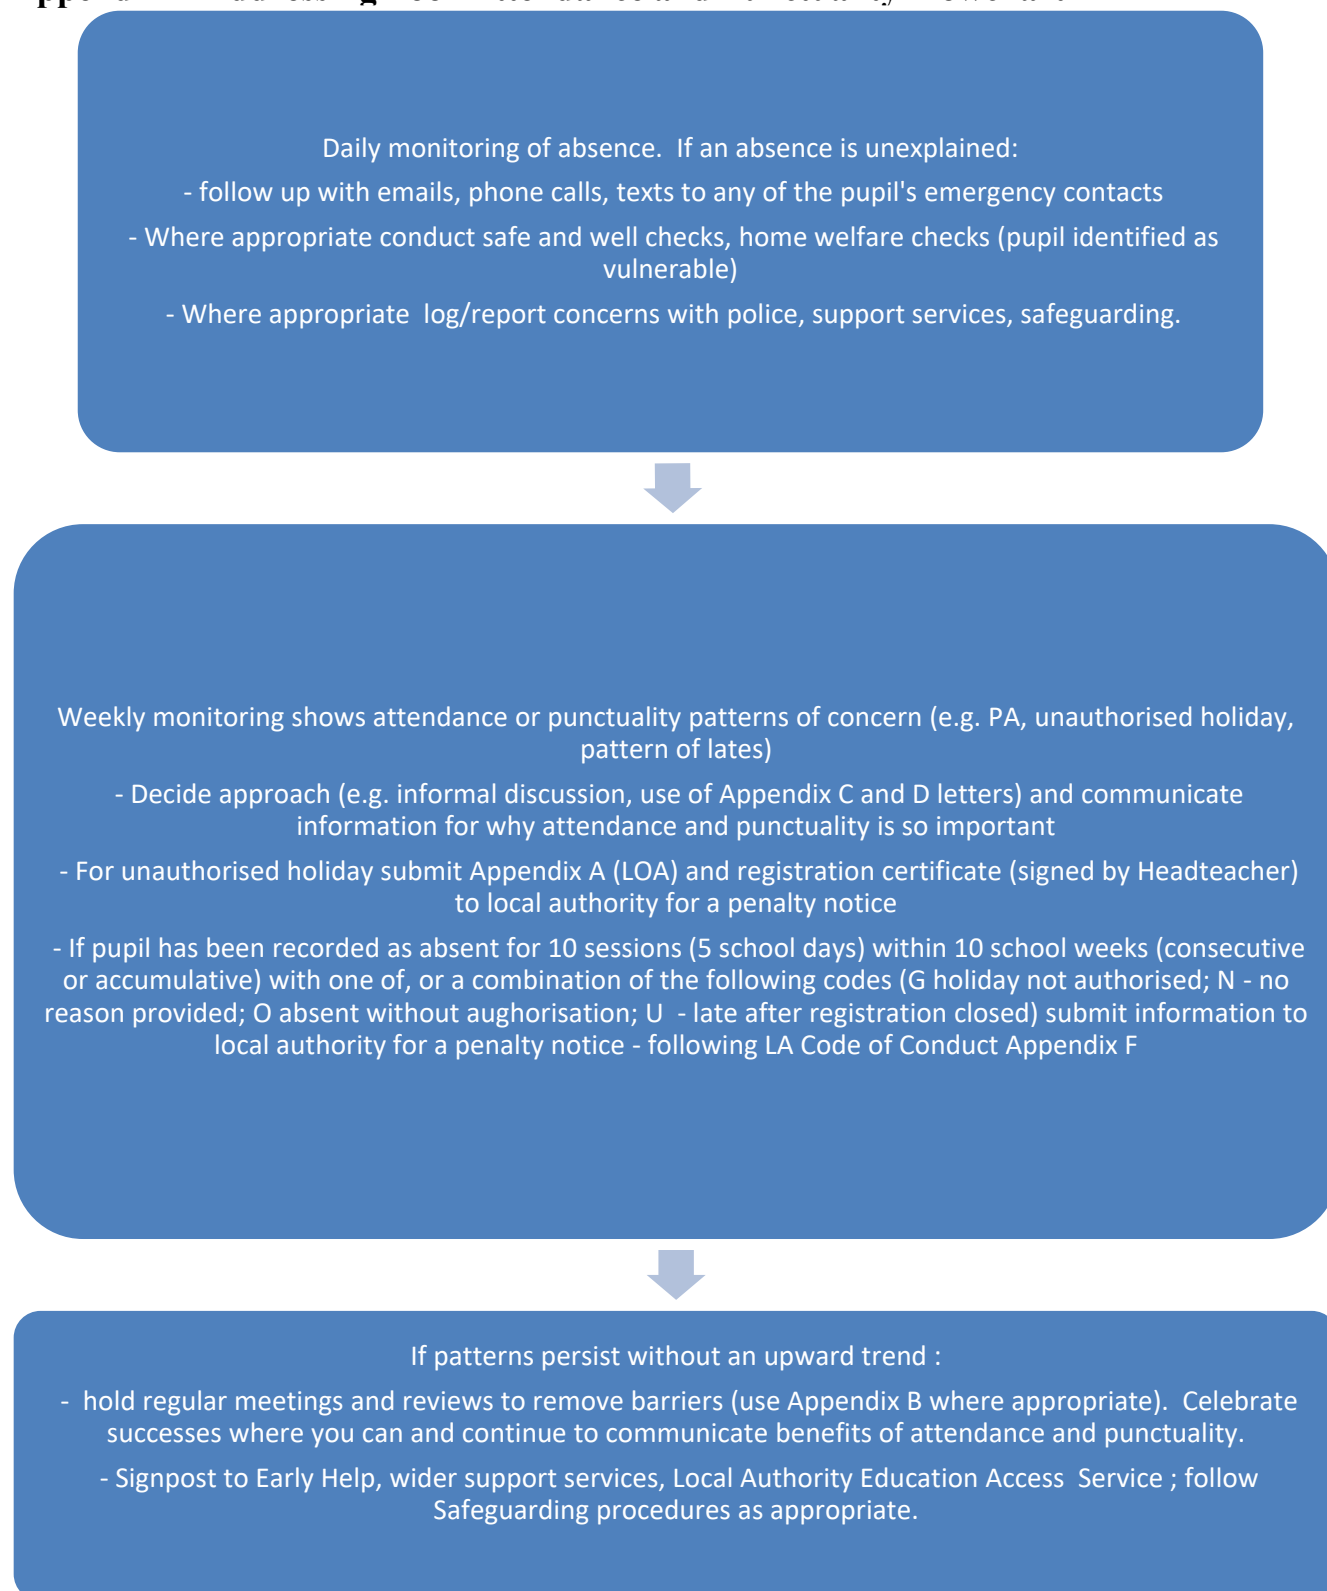 Daily monitoring of absence.  If an absence is unexplained:
- follow up with emails, phone calls, texts to any of the pupil's emergency contacts
- Where appropriate conduct safe and well checks, home welfare checks (pupil identified as
vulnerable)
- Where appropriate  log/report concerns with police, support services, safeguarding.
Weekly monitoring shows attendance or punctuality patterns of concern (e.g. PA, unauthorised holiday,
pattern of lates)
- Decide approach (e.g. informal discussion, use of Appendix C and D letters) and communicate
information for why attendance and punctuality is so important
- For unauthorised holiday submit Appendix A (LOA) and registration certificate (signed by Headteacher)
to local authority for a penalty notice
- If pupil has been recorded as absent for 10 sessions (5 school days) within 10 school weeks (consecutive
or accumulative) with one of, or a combination of the following codes (G holiday not authorised; N - no
reason provided; O absent without aughorisation; U  - late after registration closed) submit information to
local authority for a penalty notice - following LA Code of Conduct Appendix F
If patterns persist without an upward trend :
-  hold regular meetings and reviews to remove barriers (use Appendix B where appropriate).  Celebrate
successes where you can and continue to communicate benefits of attendance and punctuality.
- Signpost to Early Help, wider support services, Local Authority Education Access  Service ; follow
Safeguarding procedures as appropriate.